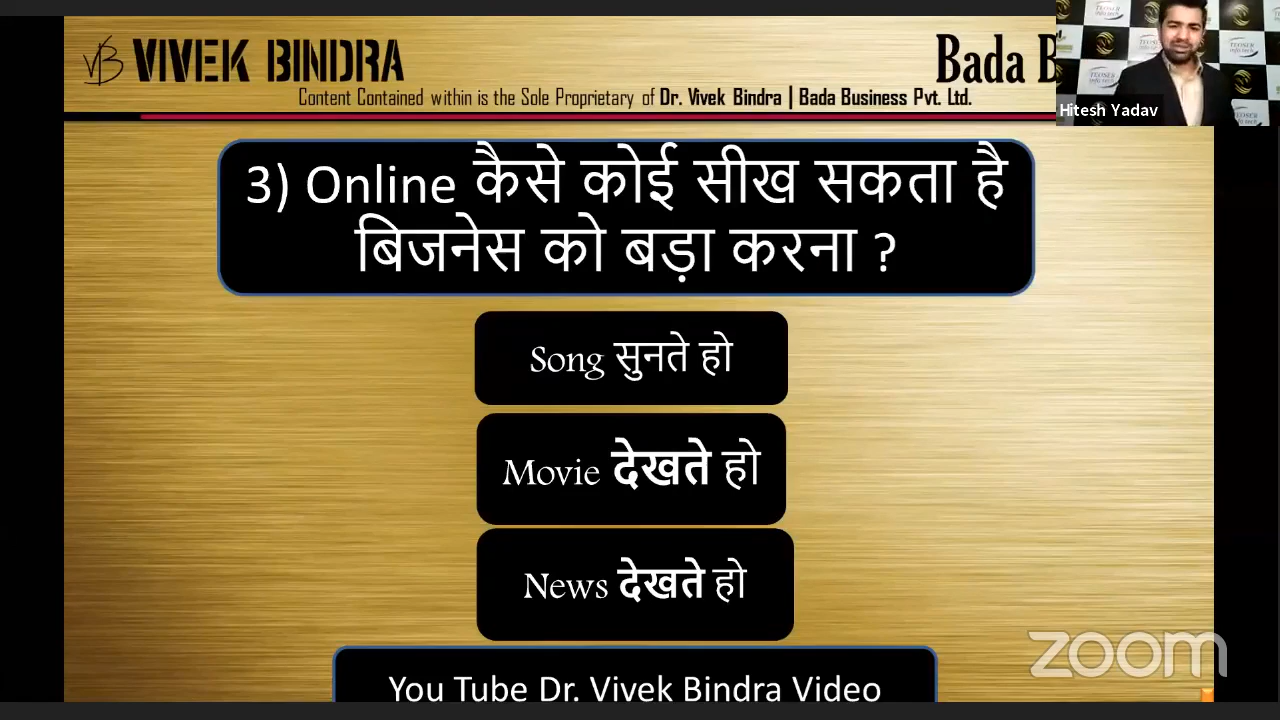 VB VIVEK BINDRA
Bada B
Content Contained within is the Sole Proprietary of Dr. Vivek Bindra | Bada Business Pvt. Ltd.
Hitesh Yadav
3) Online कैसे कोई सीख सकता है
बिजनेस को बड़ा करना ?
Song सुनते हो
Movie देखते हो
News देखते हो
You Tube Dr. Vivek Bindra Video
zoom